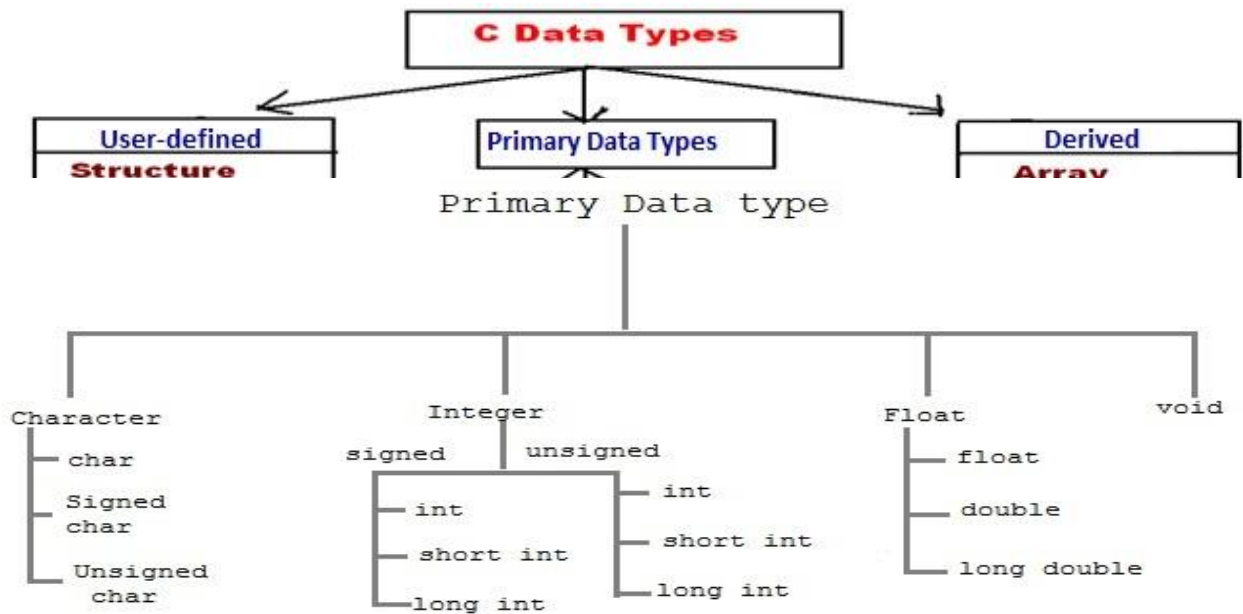 C Data Types
User-defined
Primary Data Types
Derived
Structure
Array
Primary Data type
Character
Integer
Float
void
signed
unsigned
char
Signed
char
Unsigned
char
int
short int
long int
int
short int
long int
float
double
long double